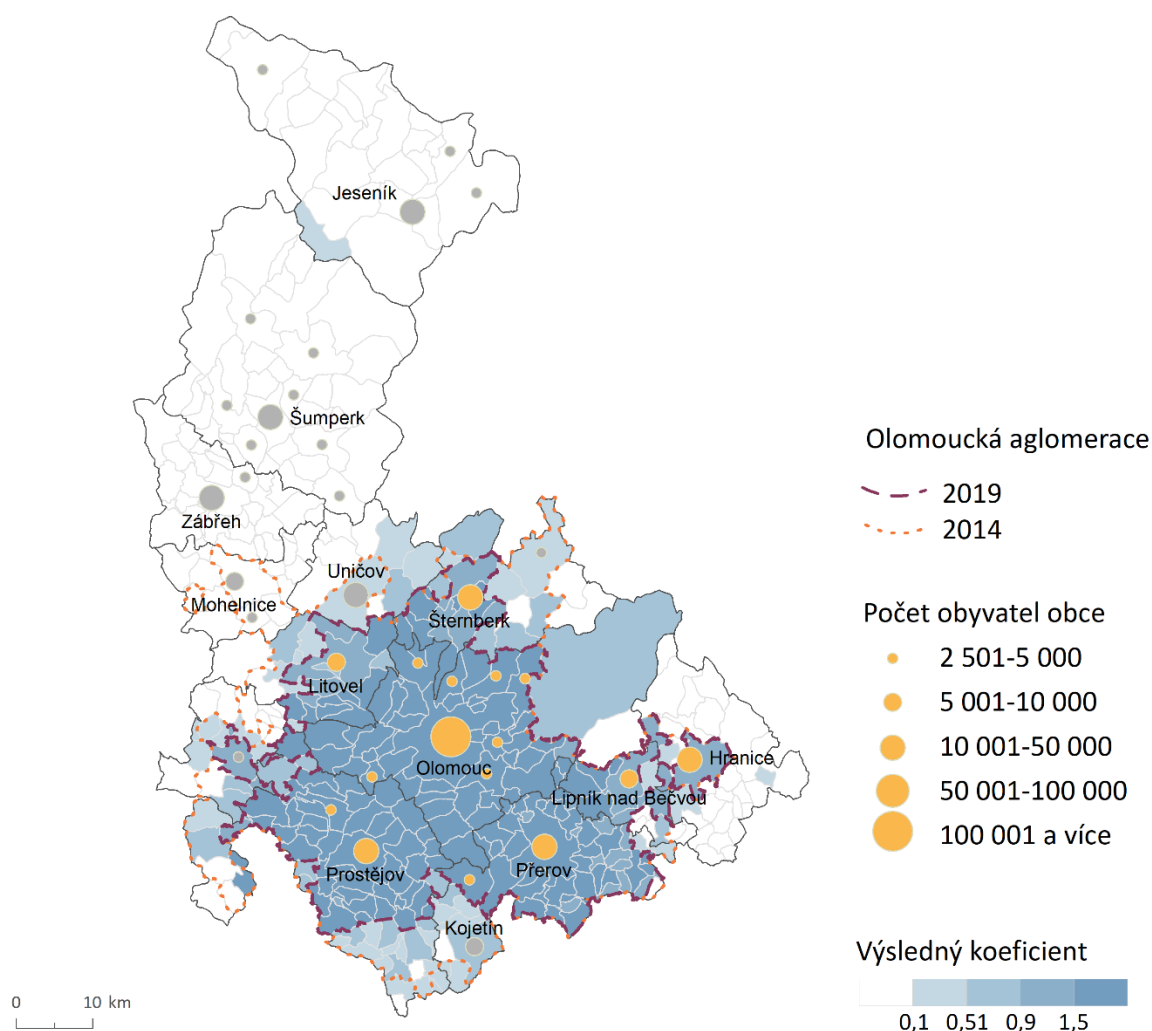 Jeseník
Šumperk
Zábřeh
Mohelnice
Uničov
Šternberk
Litovel
Olomouc
Hranice
Lipník nad Bečvou
Prostějov
Přerov
Kojetín
0 10 km
Olomoucká aglomerace
2019
2014
Počet obyvatel obce
2 501-5 000
5 001-10 000
10 001-50 000
50 001-100 000
100 001 a více
Výsledný koeficient
0,1 0,51 0,9 1,5